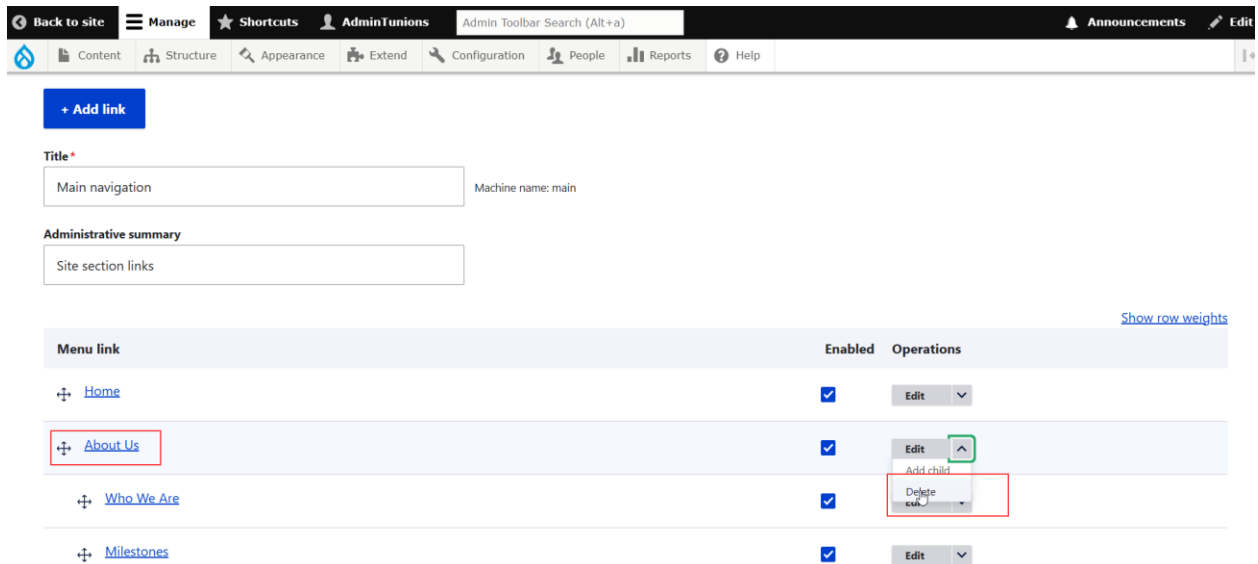 Back to site Manage Shortcuts AdminTunions Admin Toolbar Search (Alt+a) Announcements Edit
Content Structure Appearance Extend Configuration People Reports Help
+ Add link
Title*
Main navigation Machine name: main
Administrative summary
Site section links
Show row weights
Menu link Enabled Operations
Home Edit
About Us Edit
Add child
Delete
Who We Are Edit
Milestones Edit